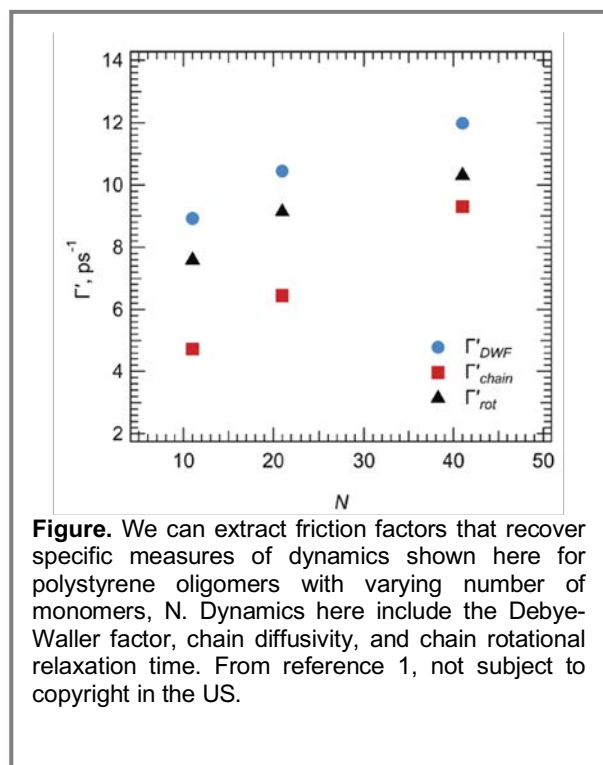 14
12
10
8
6
4
2
Γ′, ps⁻¹
Γ′DWF
Γ′chain
Γ′rot
10 20 30 40 50
N
Figure. We can extract friction factors that recover
specific measures of dynamics shown here for
polystyrene oligomers with varying number of
monomers, N. Dynamics here include the Debye-
Waller factor, chain diffusivity, and chain rotational
relaxation time. From reference 1, not subject to
copyright in the US.